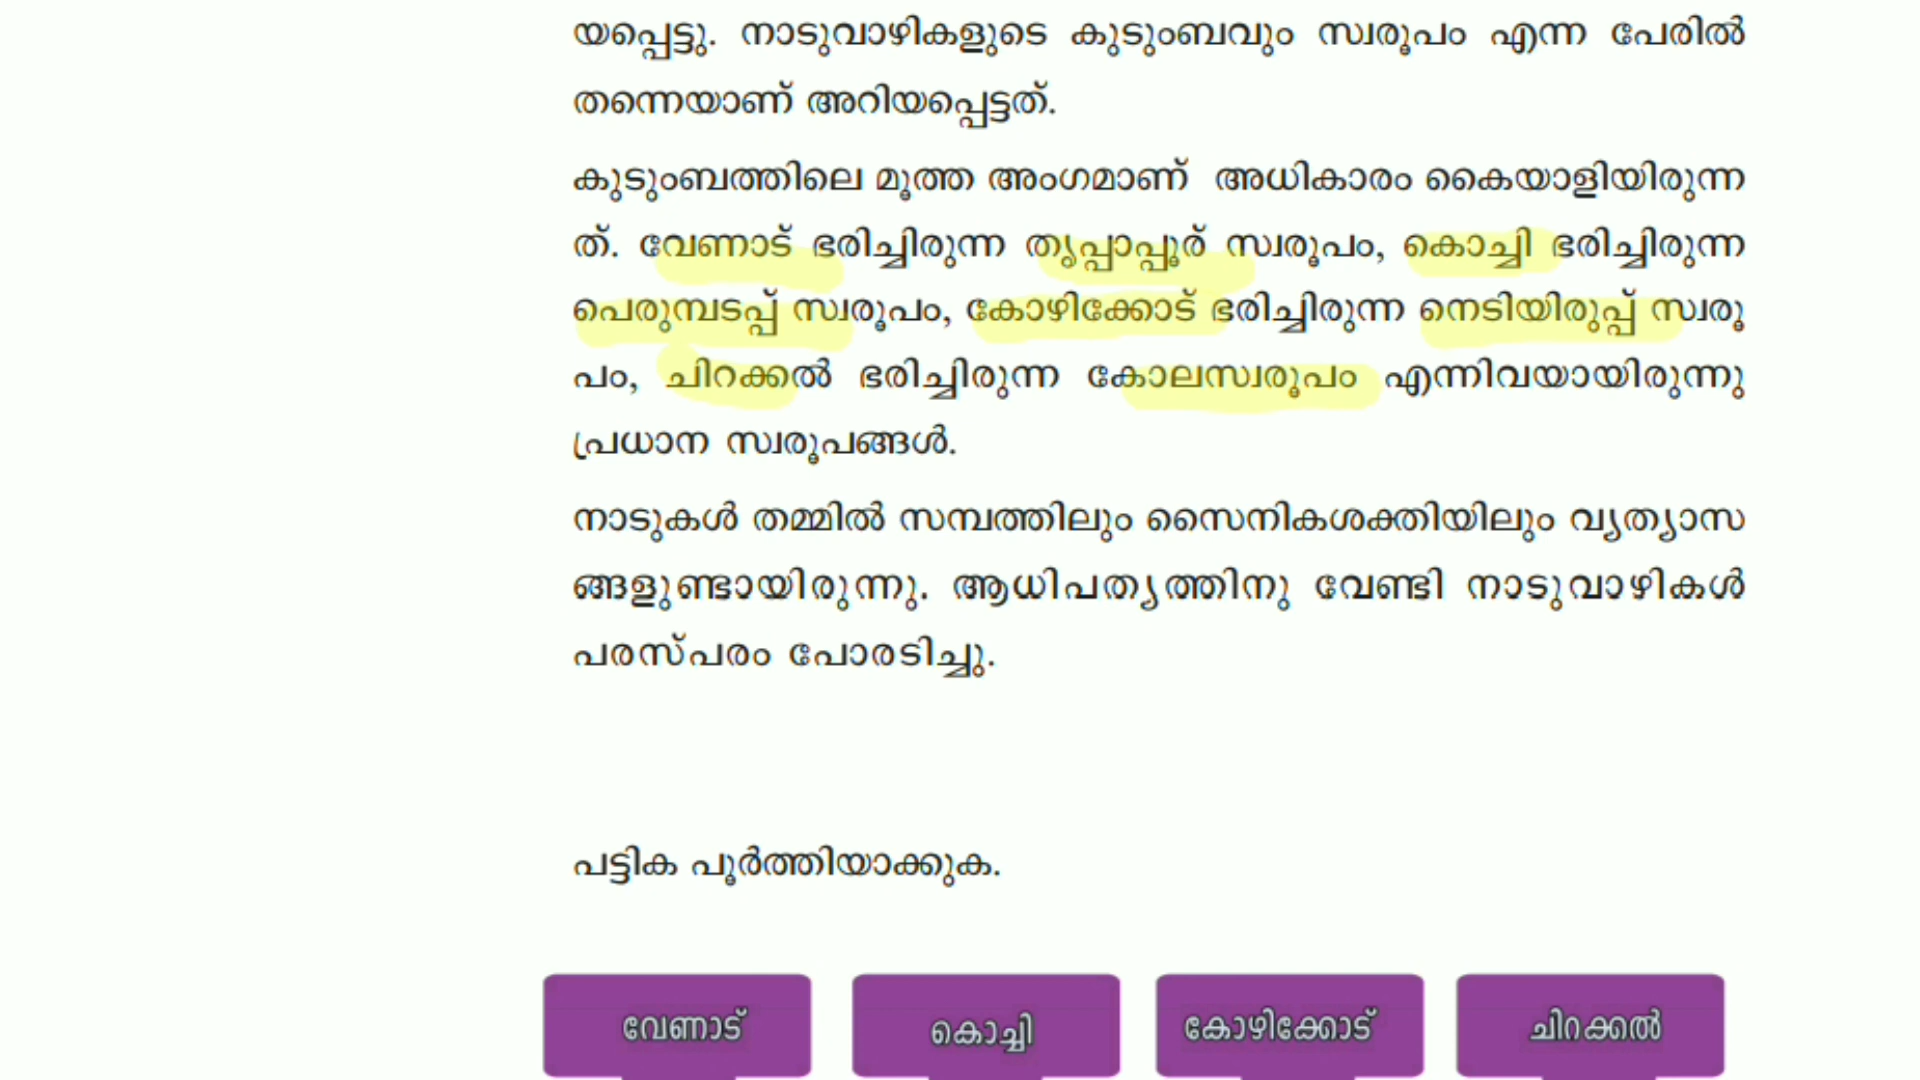 യപ്പെട്ടു. നാടുവാഴികളുടെ കുടുംബവും സ്വരൂപം എന്ന പേരിൽ
തന്നെയാണ് അറിയപ്പെട്ടത്.
കുടുംബത്തിലെ മൂത്ത അംഗമാണ് അധികാരം കൈയാളിയിരുന്ന
ത്. വേണാട് ഭരിച്ചിരുന്ന തൃപ്പാപ്പൂര് സ്വരൂപം, കൊച്ചി ഭരിച്ചിരുന്ന
പെരുമ്പടപ്പ് സ്വരൂപം, കോഴിക്കോട് ഭരിച്ചിരുന്ന നെടിയിരുപ്പ് സ്വരൂ
പം, ചിറക്കൽ ഭരിച്ചിരുന്ന കോലസ്വരൂപം എന്നിവയായിരുന്നു
പ്രധാന സ്വരൂപങ്ങൾ.
നാടുകൾ തമ്മിൽ സമ്പത്തിലും സൈനികശക്തിയിലും വ്യത്യാസ
ങ്ങളുണ്ടായിരുന്നു. ആധിപത്യത്തിനു വേണ്ടി നാടുവാഴികൾ
പരസ്പരം പോരടിച്ചു.
പട്ടിക പൂർത്തിയാക്കുക.
വേണാട് കൊച്ചി കോഴിക്കോട് ചിറക്കൽ